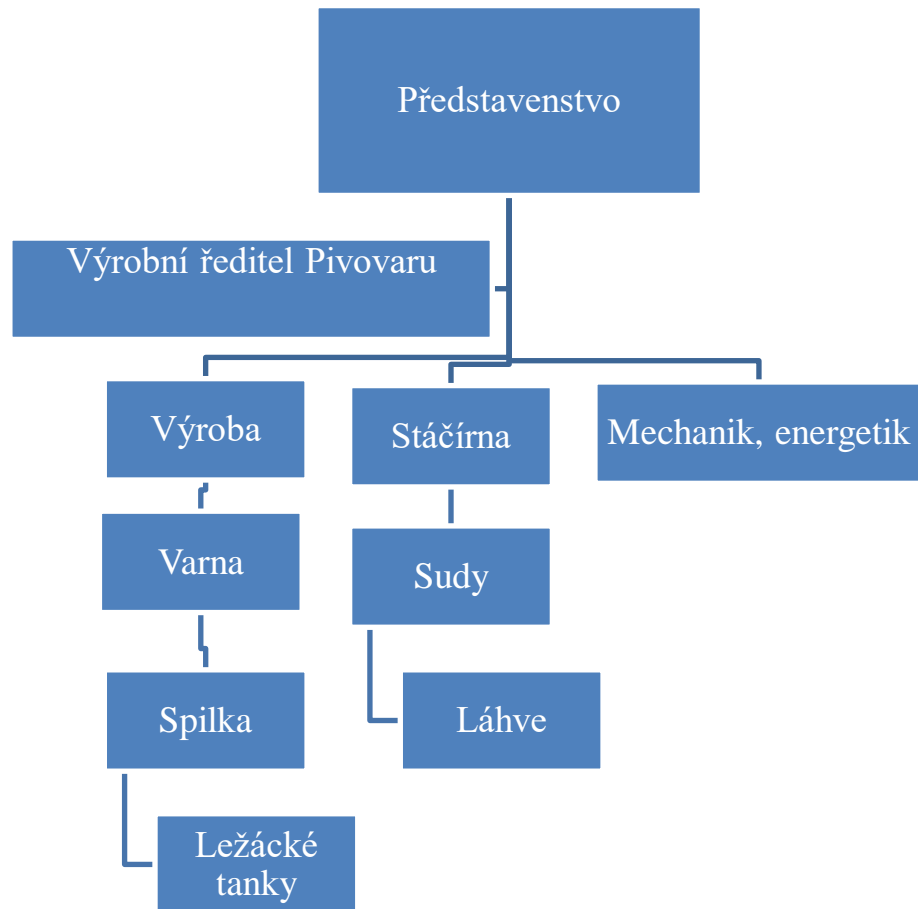 Představenstvo
Výrobní ředitel Pivovaru
Výroba
Stáčírna
Mechanik, energetik
Varna
Sudy
Spilka
Láhve
Ležácké
tanky